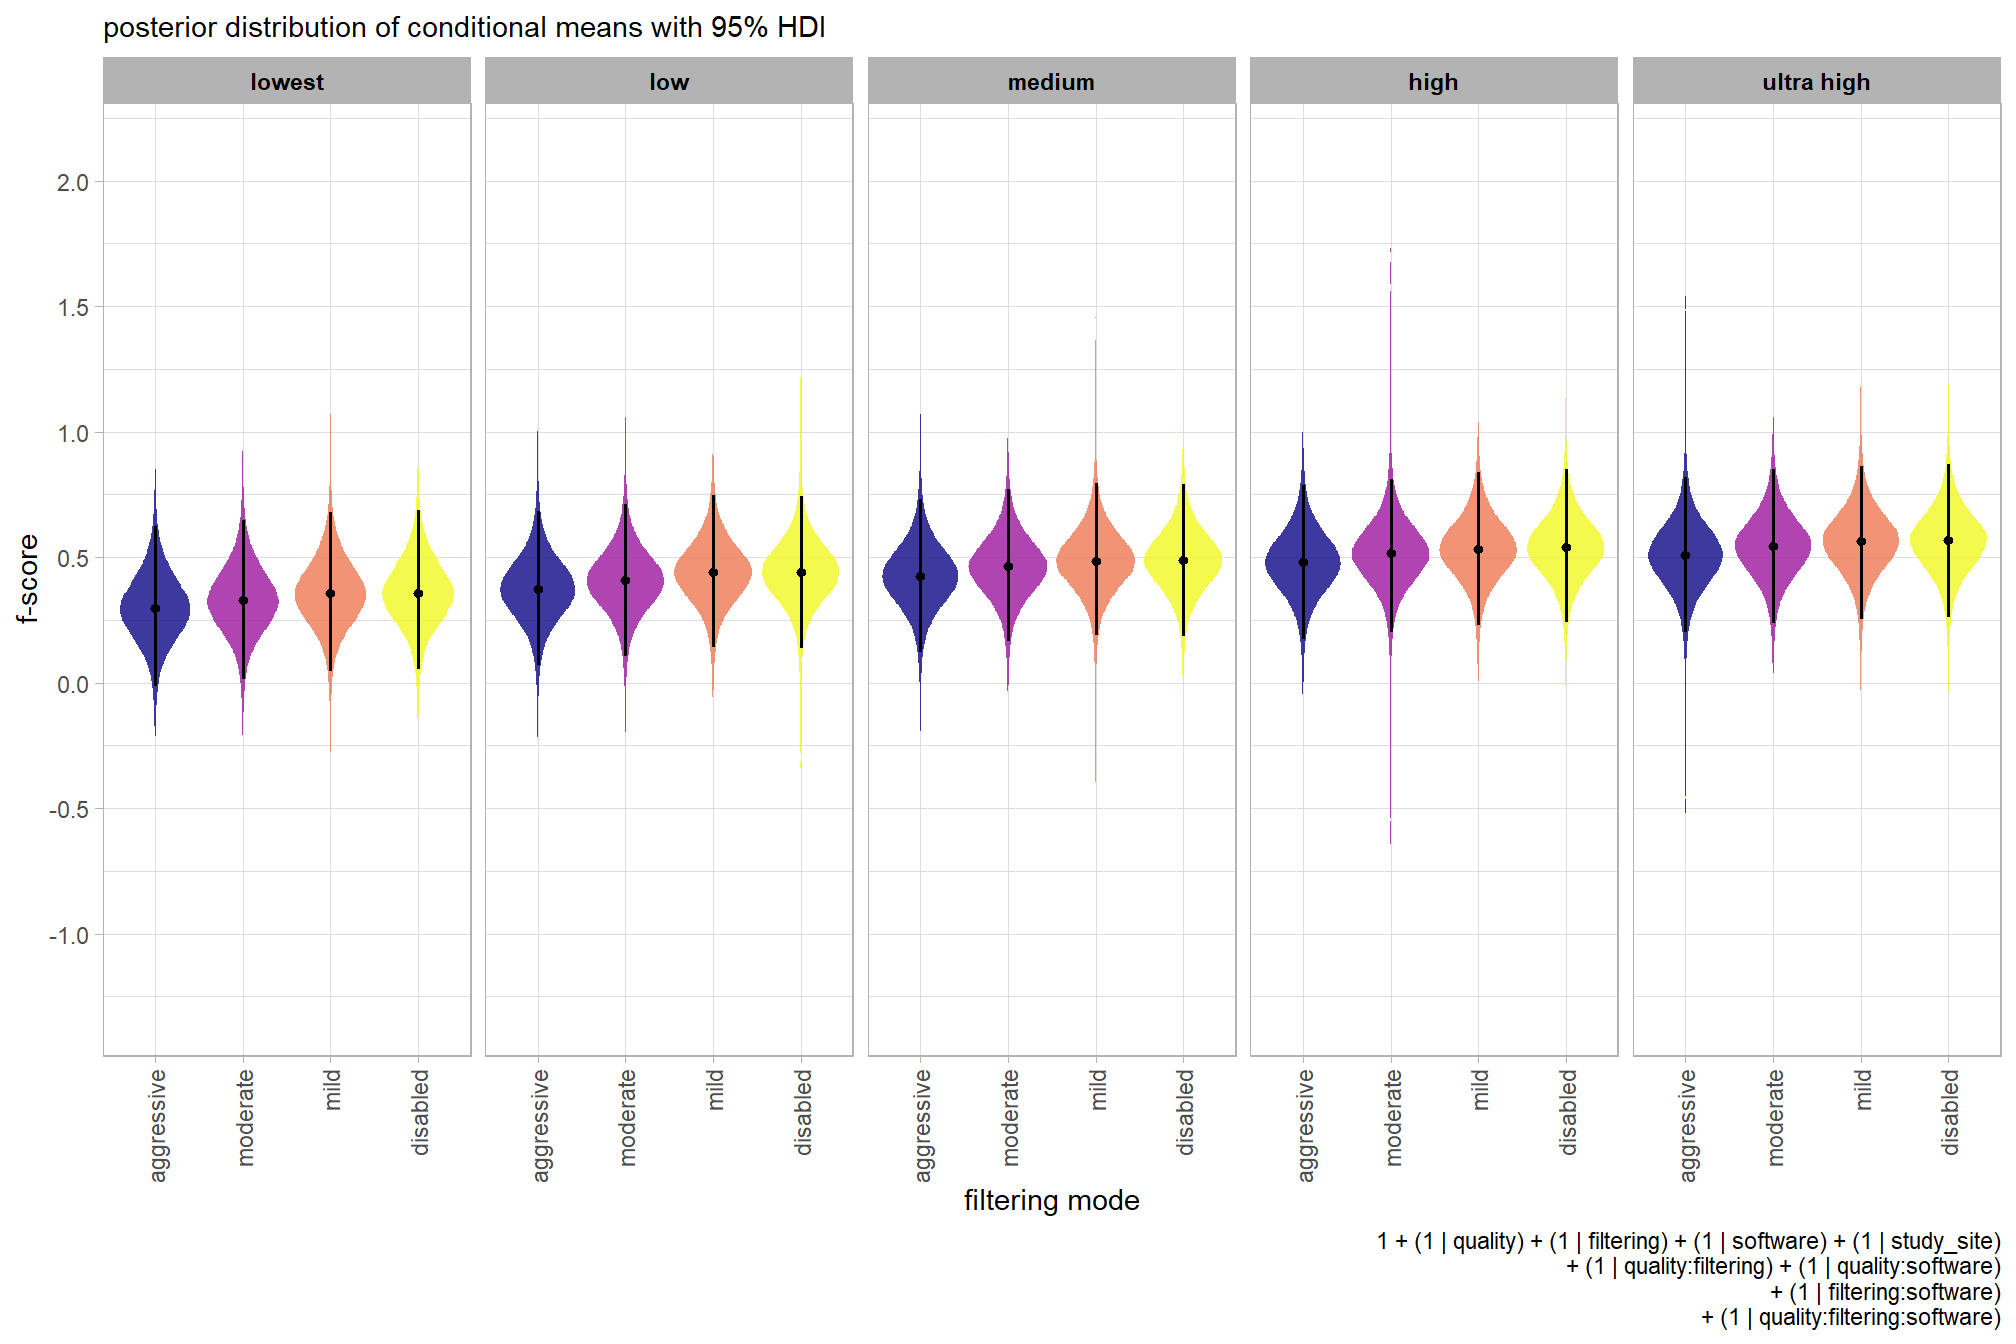 posterior distribution of conditional means with 95% HDI
lowest
low
medium
high
ultra high
f-score
2.0
1.5
1.0
0.5
0.0
-0.5
-1.0
aggressive
moderate
mild
disabled
aggressive
moderate
mild
disabled
aggressive
moderate
mild
disabled
aggressive
moderate
mild
disabled
aggressive
moderate
mild
disabled
filtering mode
1 + (1 | quality) + (1 | filtering) + (1 | software) + (1 | study_site)
+ (1 | quality:filtering) + (1 | quality:software)
+ (1 | filtering:software)
+ (1 | quality:filtering:software)